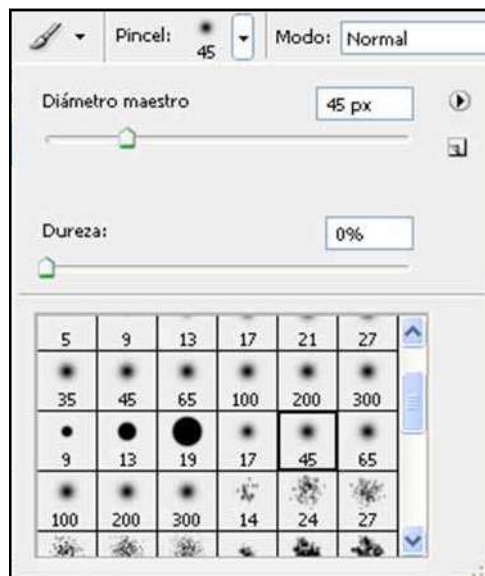 Pincel: 45 Modo: Normal
Diámetro maestro 45 px
Dureza: 0%
5 9 13 17 21 27
35 45 65 100 200 300
9 13 19 17 45 65
100 200 300 14 24 27